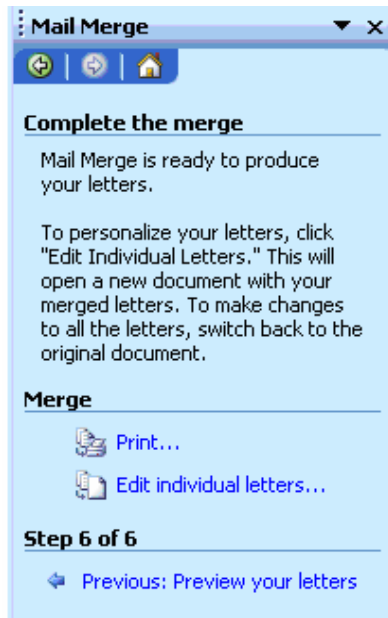 Mail Merge
Complete the merge
Mail Merge is ready to produce
your letters.
To personalize your letters, click
"Edit Individual Letters." This will
open a new document with your
merged letters. To make changes
to all the letters, switch back to the
original document.
Merge
Print...
Edit individual letters...
Step 6 of 6
Previous: Preview your letters